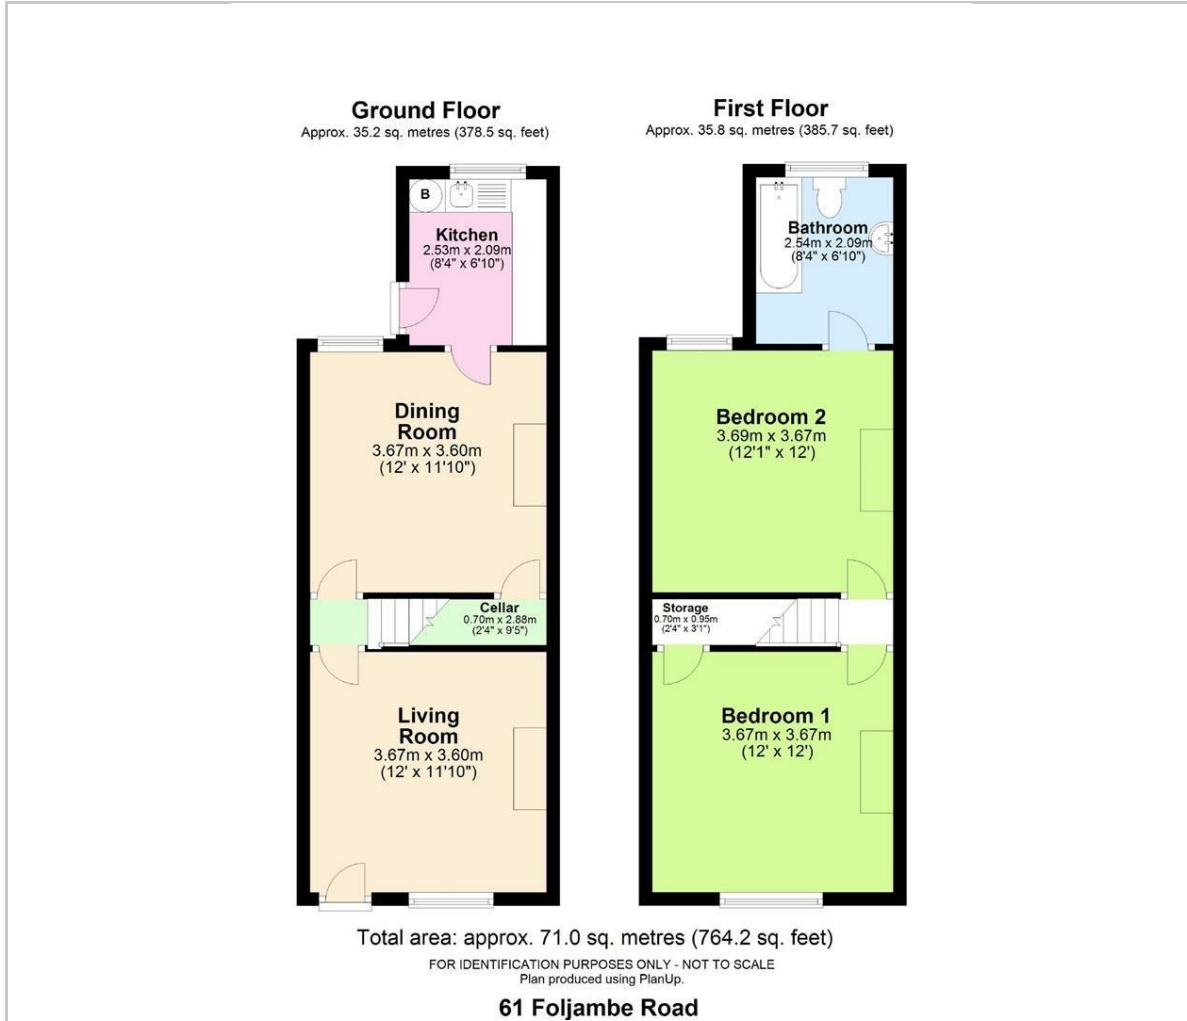 Ground Floor
Approx. 35.2 sq. metres (378.5 sq. feet)
B
Kitchen
2.53m x 2.09m
(8'4" x 6'10")
Dining
Room
3.67m x 3.60m
(12' x 11'10")
Cellar
0.70m x 2.88m
(2'4" x 9'5")
Living
Room
3.67m x 3.60m
(12' x 11'10")
First Floor
Approx. 35.8 sq. metres (385.7 sq. feet)
Bathroom
2.54m x 2.09m
(8'4" x 6'10")
Bedroom 2
3.69m x 3.67m
(12'1" x 12')
Storage
0.70m x 0.95m
(2'4" x 3'1")
Bedroom 1
3.67m x 3.67m
(12' x 12')
Total area: approx. 71.0 sq. metres (764.2 sq. feet)
FOR IDENTIFICATION PURPOSES ONLY - NOT TO SCALE
Plan produced using PlanUp.
61 Foljambe Road